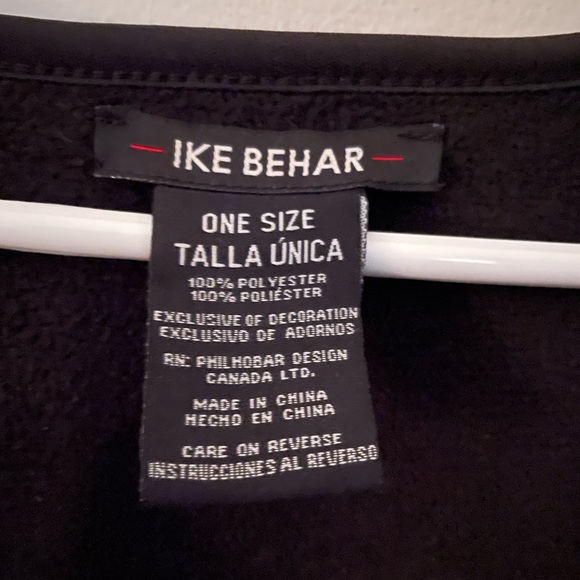 IKE BEHAR
ONE SIZE
TALLA ÚNICA
100% POLYESTER
100% POLIÉSTER
EXCLUSIVE OF DECORATION
EXCLUSIVO DE ADORNOS
RN: PHILHOBAR DESIGN
CANADA LTD.
MADE IN CHINA
HECHO EN CHINA
CARE ON REVERSE
INSTRUCCIONES AL REVERSO